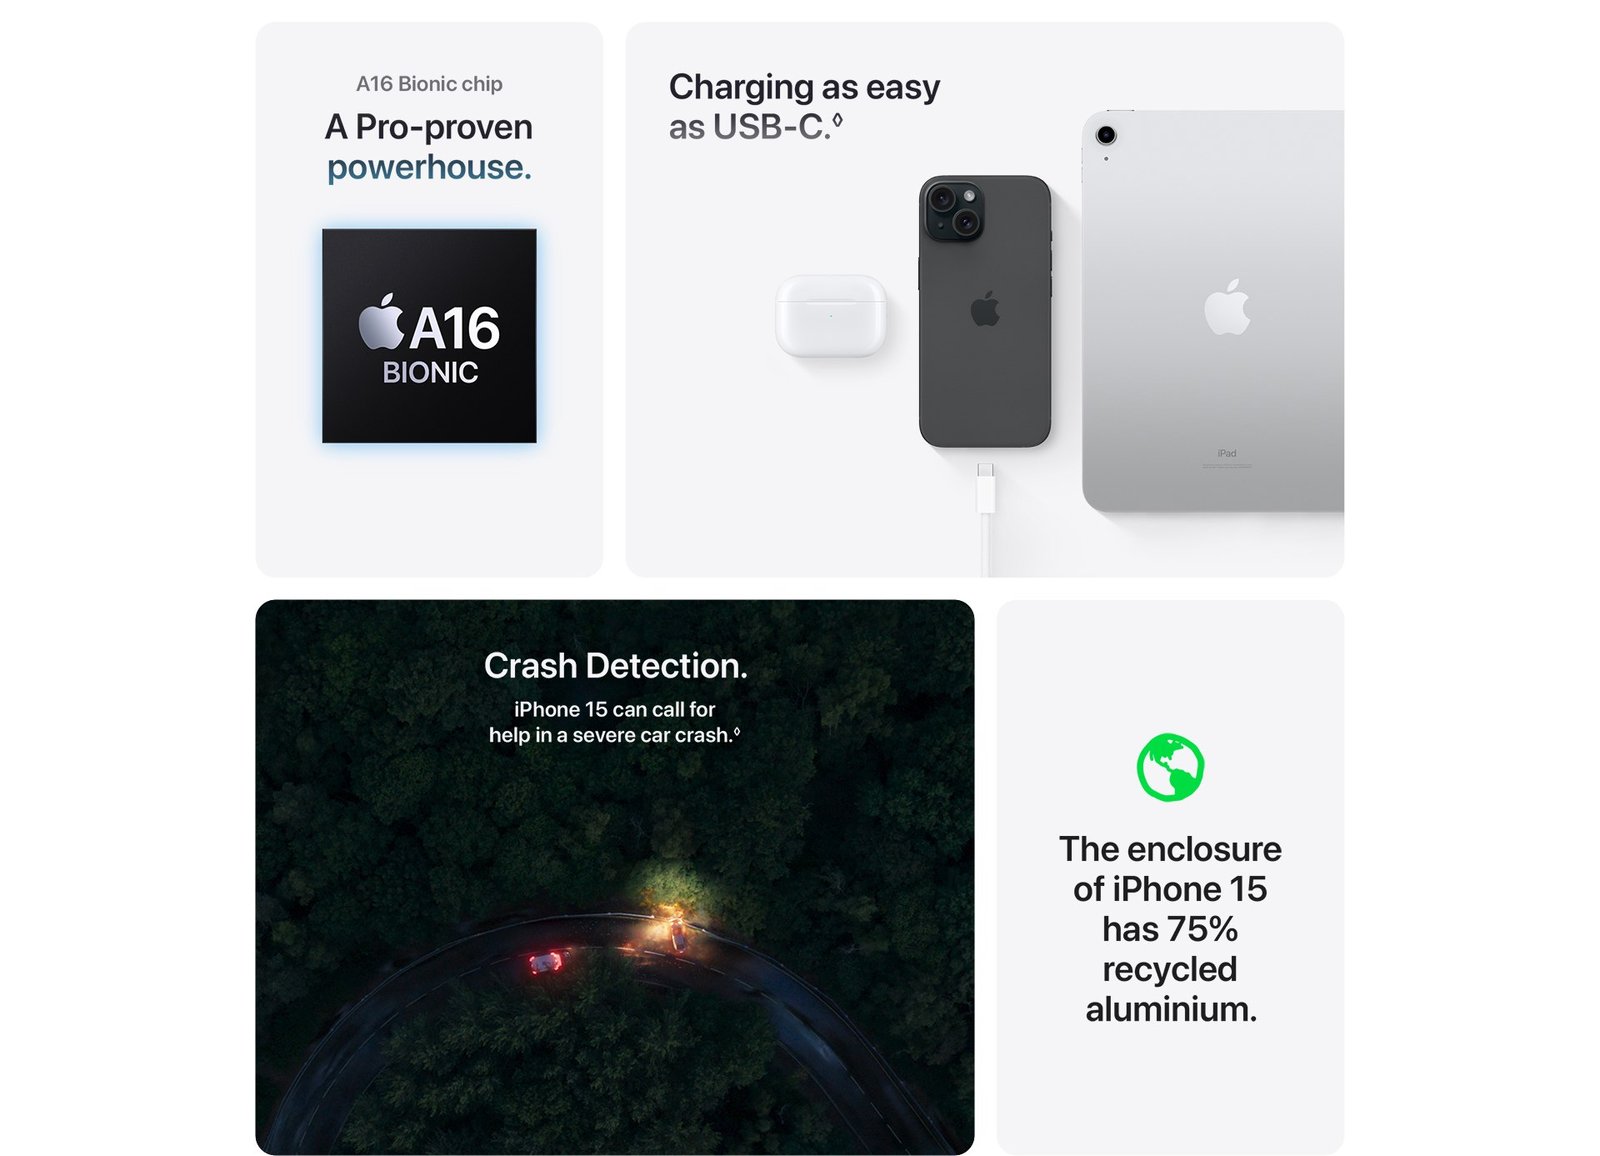 A16 Bionic chip
A Pro-proven
powerhouse.
A16
BIONIC
Charging as easy
as USB-C.◊
iPad
Crash Detection.
iPhone 15 can call for
help in a severe car crash.◊
The enclosure
of iPhone 15
has 75%
recycled
aluminium.